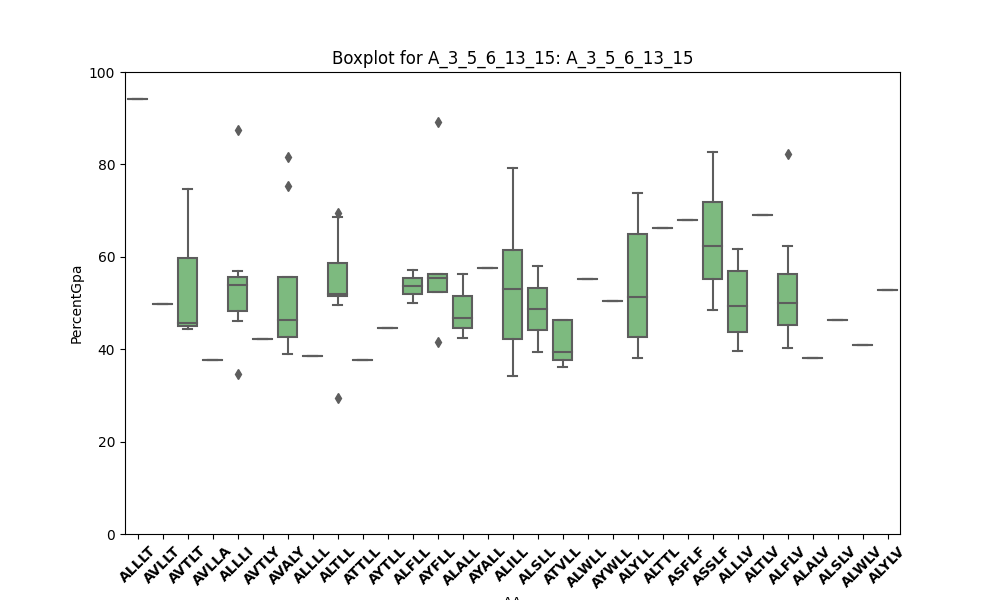 Boxplot for A_3_5_6_13_15: A_3_5_6_13_15
100
80
60
40
20
0
PercentGpa
ALLLT AVLLT AVTLT AVLLA ALLLI AVTLY AVALY ALLLL ALTLL ATTLL AYTLL ALFLL AYFLL ALALL AYALL ALILL ALSLL ATVLL ALWLL AYWLL ALYLL ALTTL ASFLF ASSLF ALLLV ALTLV ALFLV ALALV ALSLV ALWLV ALYLV